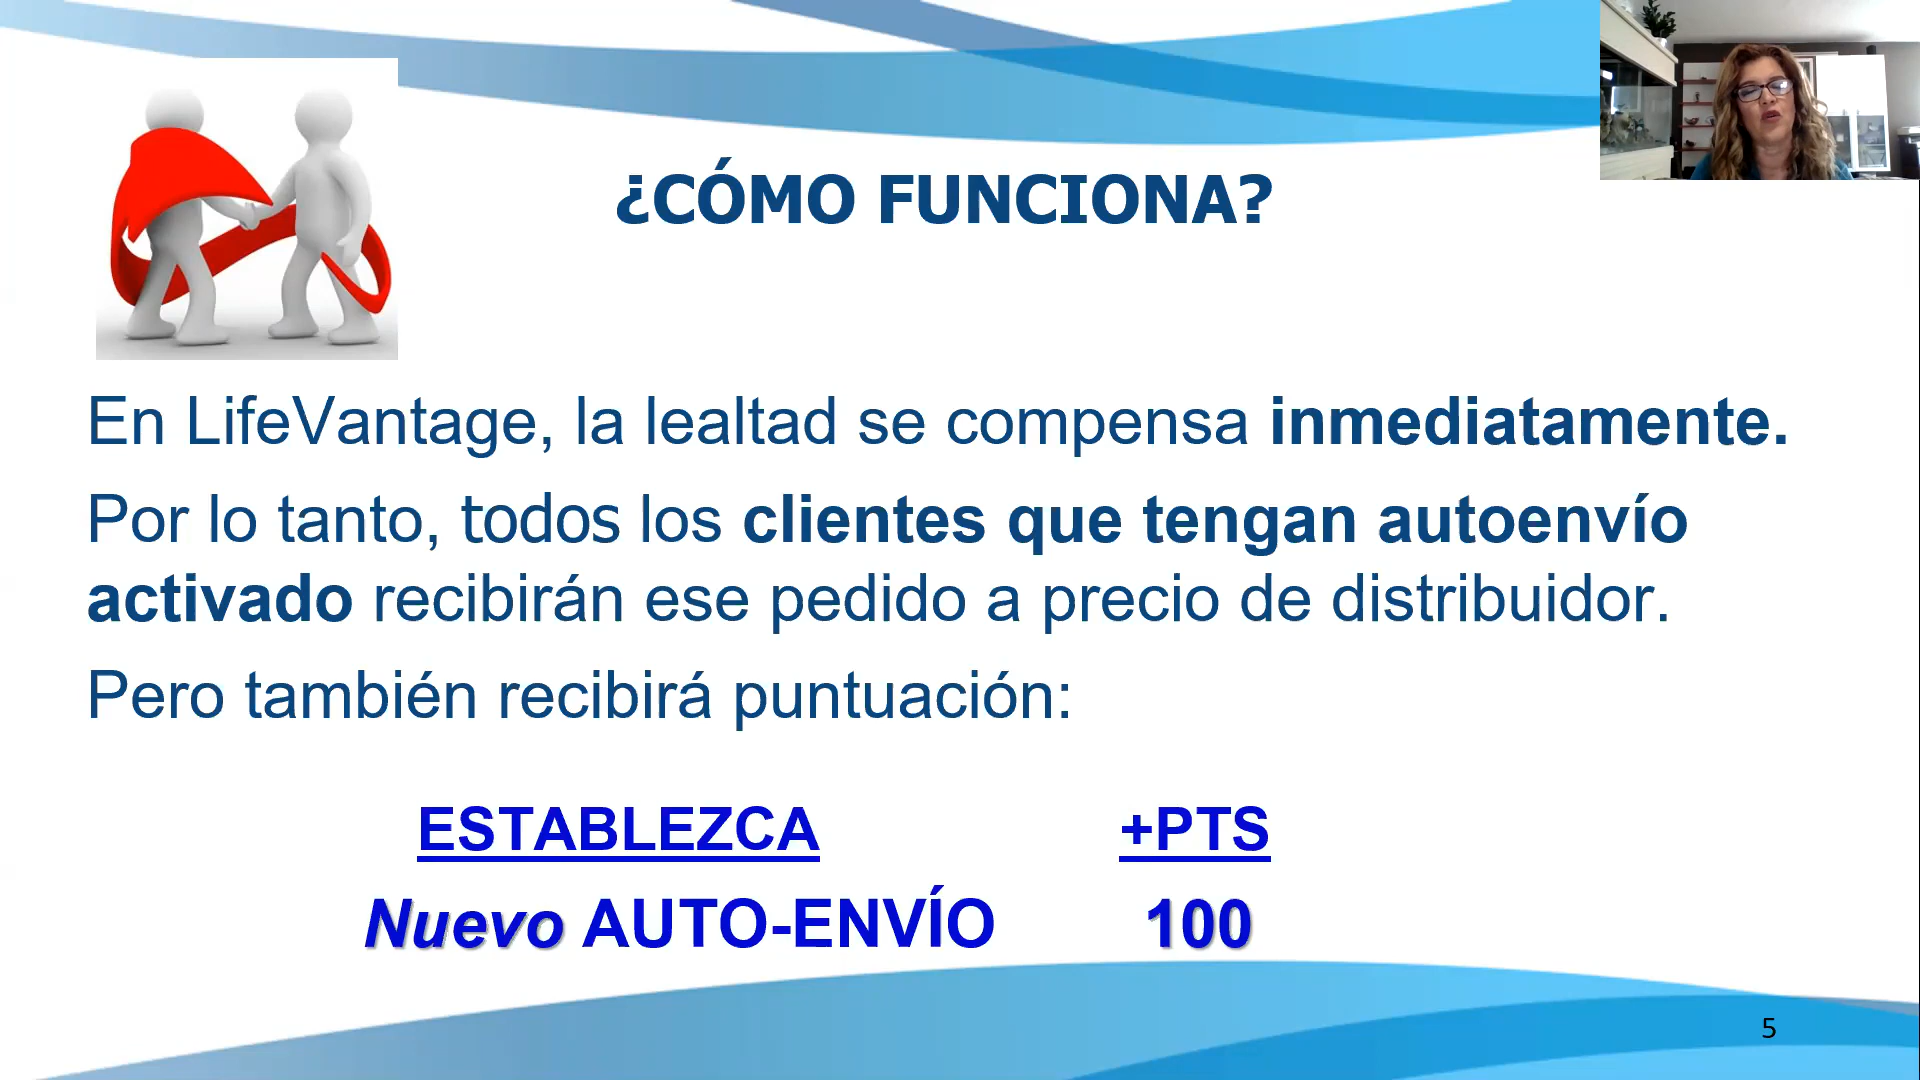 ¿CÓMO FUNCIONA?
En LifeVantage, la lealtad se compensa inmediatamente.
Por lo tanto, todos los clientes que tengan autoenvío
activado recibirán ese pedido a precio de distribuidor.
Pero también recibirá puntuación:
ESTABLEZCA +PTS
Nuevo AUTO-ENVÍO 100
5